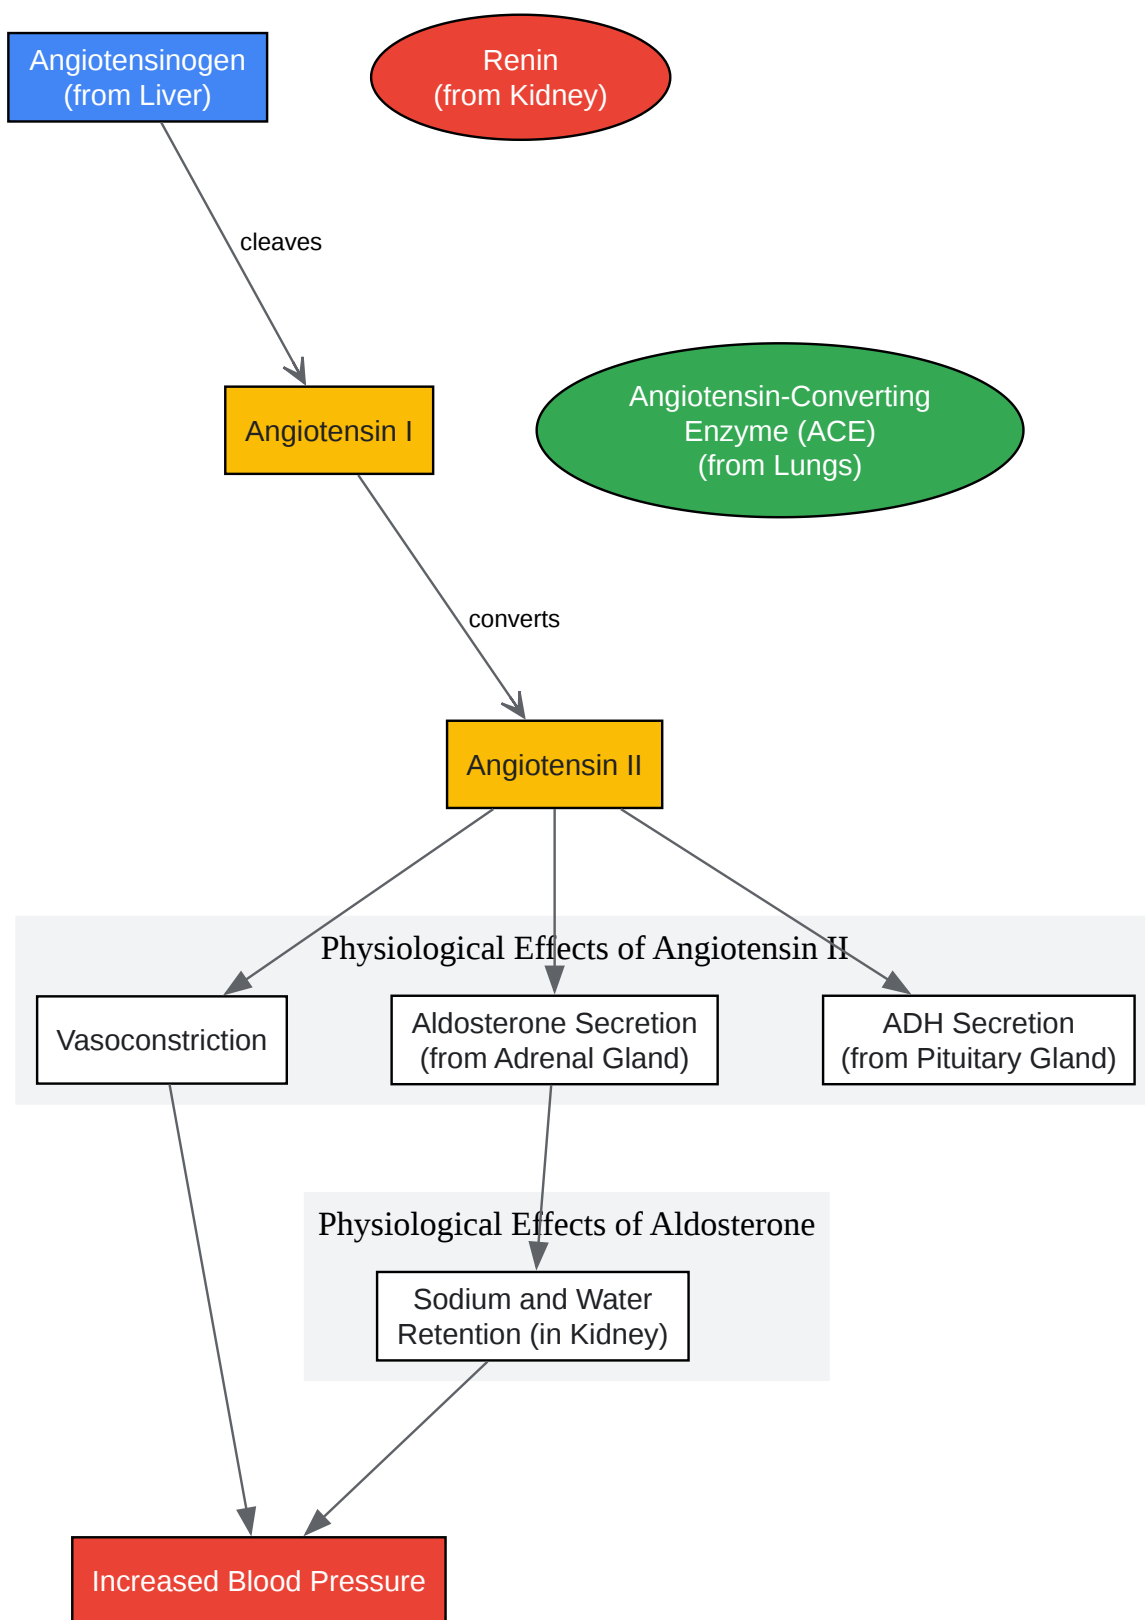 Angiotensinogen
(from Liver)
Renin
(from Kidney)
cleaves
Angiotensin I
Angiotensin-Converting
Enzyme (ACE)
(from Lungs)
converts
Angiotensin II
Physiological Effects of Angiotensin II
Vasoconstriction
Aldosterone Secretion
(from Adrenal Gland)
ADH Secretion
(from Pituitary Gland)
Physiological Effects of Aldosterone
Sodium and Water
Retention (in Kidney)
Increased Blood Pressure